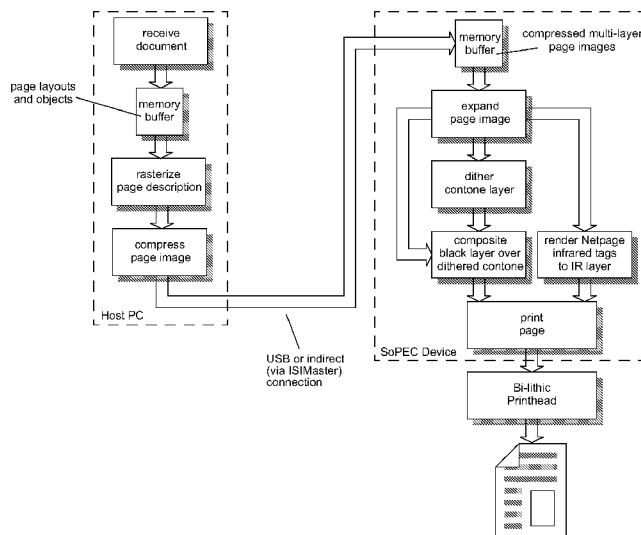 receive
document
page layouts
and objects
memory
buffer
rasterize
page description
compress
page image
Host PC
USB or indirect
(via ISIMaster)
connection
memory
buffer
compressed multi-layer
page images
expand
page image
dither
contone layer
composite
black layer over
dithered contone
render Netpage
infrared tags
to IR layer
print
page
SoPEC Device
Bi-lithic
Printhead